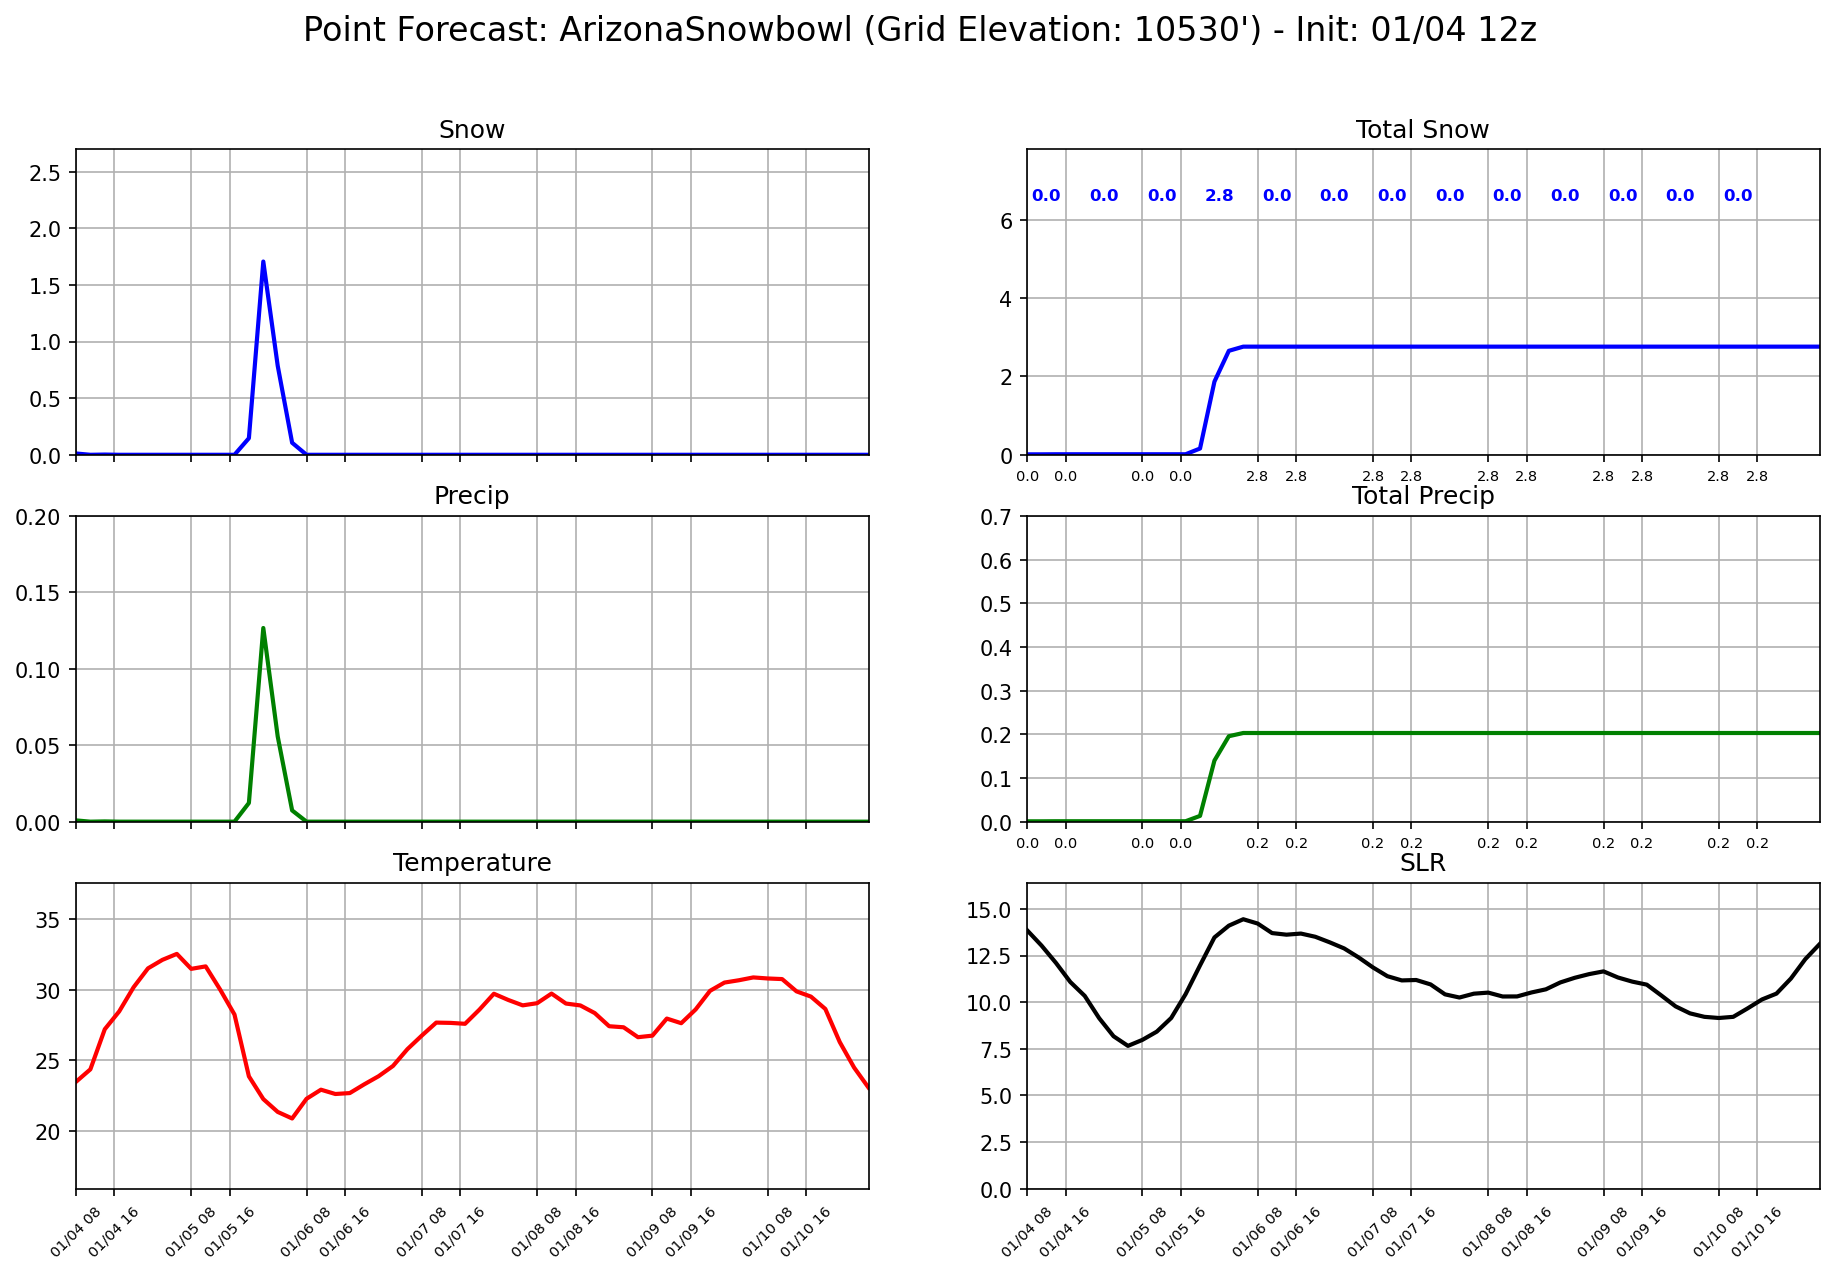 Point Forecast: ArizonaSnowbowl (Grid Elevation: 10530') - Init: 01/04 12z
Snow
2.5
2.0
1.5
1.0
0.5
0.0
Total Snow
0.0 0.0 0.0 2.8 0.0 0.0 0.0 0.0 0.0 0.0 0.0 0.0 0.0
6
4
2
0
0.0 0.0 0.0 0.0 2.8 2.8 2.8 2.8 2.8 2.8 2.8 2.8 2.8 2.8
Precip
0.20
0.15
0.10
0.05
0.00
Total Precip
0.7
0.6
0.5
0.4
0.3
0.2
0.1
0.0
0.0 0.0 0.0 0.0 0.2 0.2 0.2 0.2 0.2 0.2 0.2 0.2 0.2 0.2
Temperature
35
30
25
20
01/04 08 01/04 16 01/05 08 01/05 16 01/06 08 01/06 16 01/07 08 01/07 16 01/08 08 01/08 16 01/09 08 01/09 16 01/10 08 01/10 16
SLR
15.0
12.5
10.0
7.5
5.0
2.5
0.0
01/04 08 01/04 16 01/05 08 01/05 16 01/06 08 01/06 16 01/07 08 01/07 16 01/08 08 01/08 16 01/09 08 01/09 16 01/10 08 01/10 16